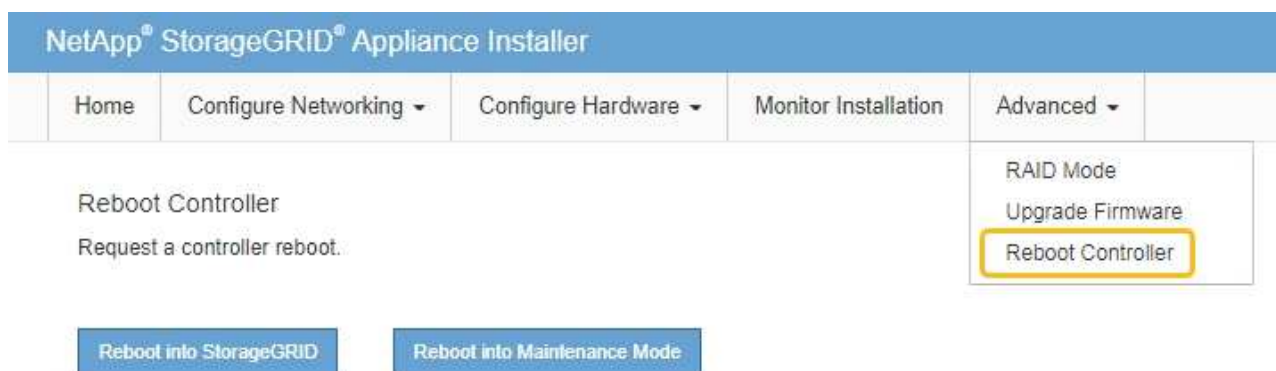 NetApp® StorageGRID® Appliance Installer
Home Configure Networking Configure Hardware Monitor Installation Advanced
RAID Mode
Upgrade Firmware
Reboot Controller
Reboot Controller
Request a controller reboot.
Reboot into StorageGRID Reboot into Maintenance Mode